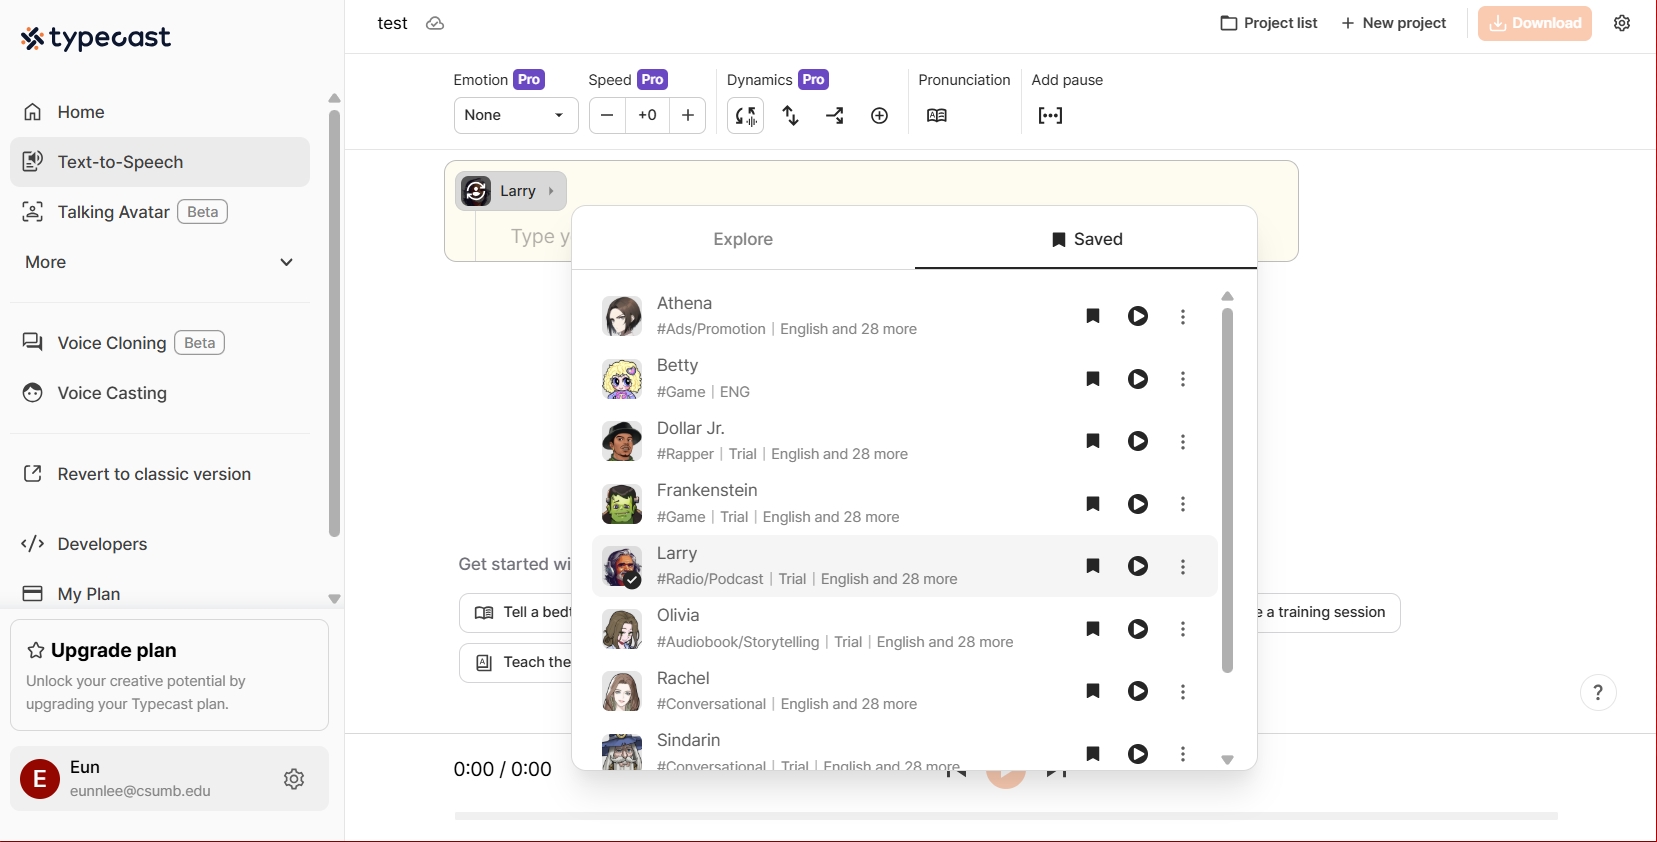 typecast
Home
Text-to-Speech
Talking Avatar Beta
More
Voice Cloning Beta
Voice Casting
Revert to classic version
Developers
My Plan
Upgrade plan
Unlock your creative potential by
upgrading your Typecast plan.
E
Eun
eunnlee@csumb.edu
test
Project list
New project
Download
Emotion Pro
Speed Pro
Dynamics Pro
Pronunciation
Add pause
None
+0
Larry
Type y
Explore
Saved
Athena
#Ads/Promotion | English and 28 more
Betty
#Game | ENG
Dollar Jr.
#Rapper | Trial | English and 28 more
Frankenstein
#Game | Trial | English and 28 more
Larry
#Radio/Podcast | Trial | English and 28 more
Olivia
#Audiobook/Storytelling | Trial | English and 28 more
Rachel
#Conversational | English and 28 more
Sindarin
#Conversational | Trial | English and 28 more
Get started wi
Tell a bedt
e a training session
Teach the
?
0:00 / 0:00